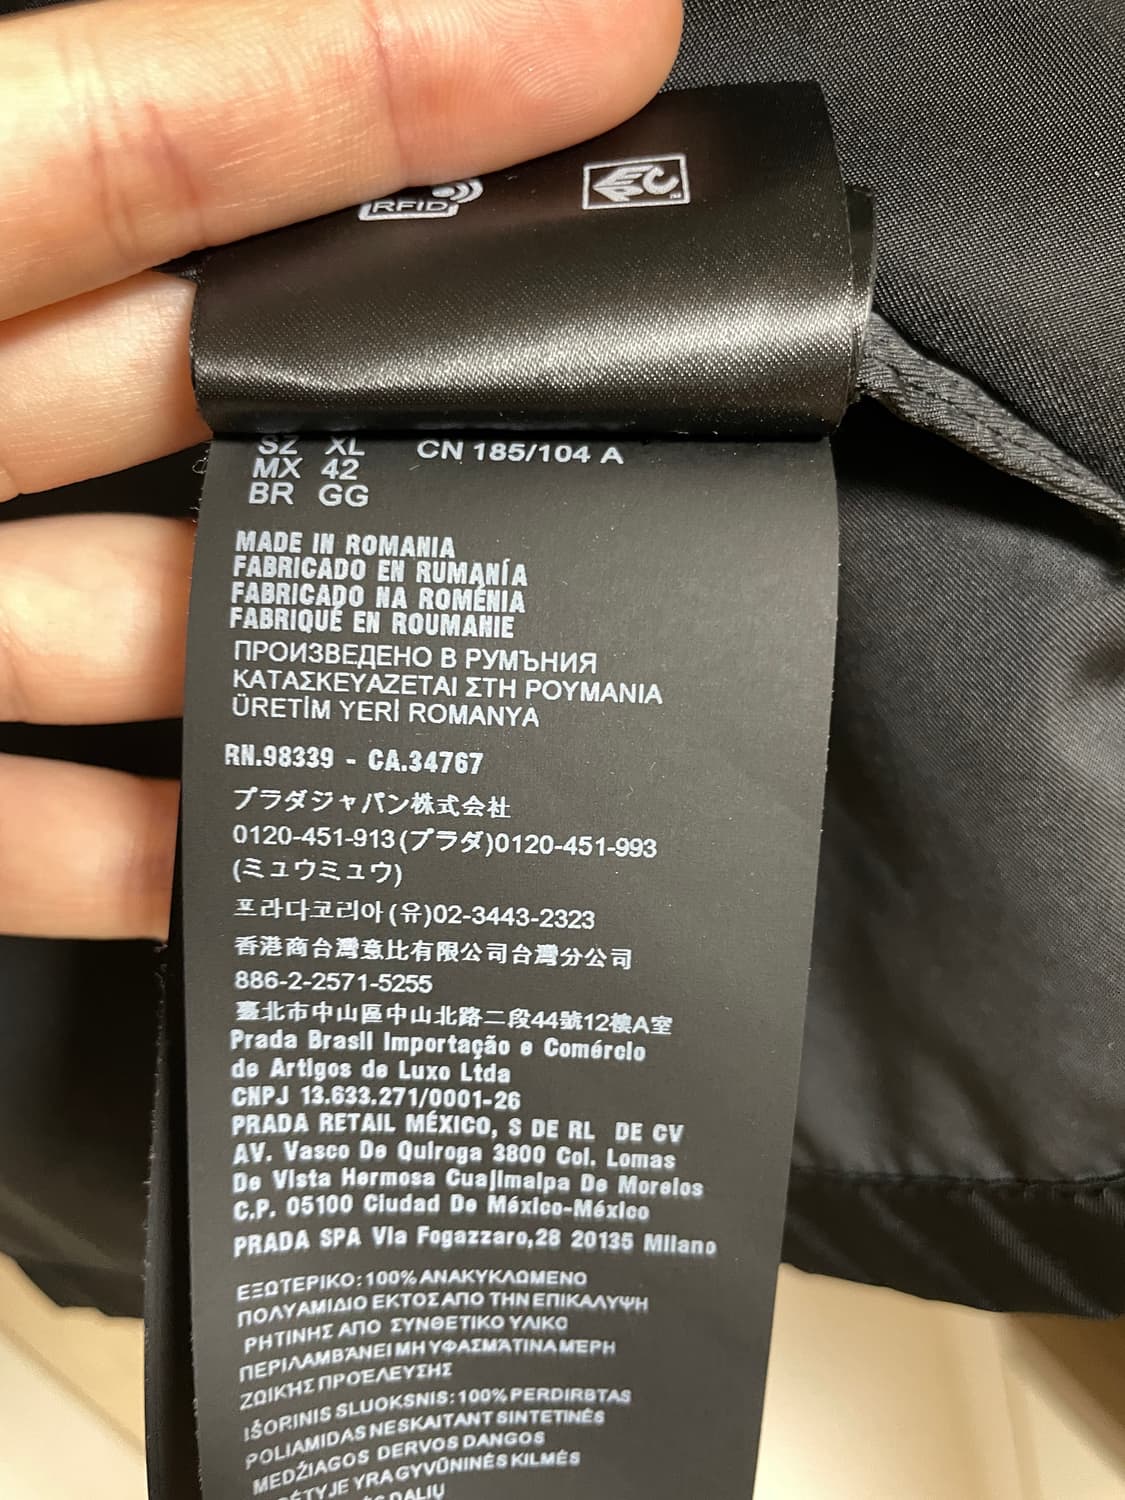 RFID
EPC
SZ XL CN 185/104 A
MX 42
BR GG
MADE IN ROMANIA
FABRICADO EN RUMANÍA
FABRICADO NA ROMÉNIA
FABRIQUÉ EN ROUMANIE
ПРОИЗВЕДЕНО В РУМЪНИЯ
ΚΑΤΑΣΚΕΥΑΖΕΤΑΙ ΣΤΗ ΡΟΥΜΑΝΙΑ
ÜRETİM YERİ ROMANYA
RN.98339 - CA.34767
プラダジャパン株式会社
0120-451-913(プラダ)0120-451-993
(ミュウミュウ)
프라다코리아(유)02-3443-2323
香港商台灣意比有限公司台灣分公司
886-2-2571-5255
臺北市中山區中山北路二段44號12樓A室
Prada Brasil Importação e Comércio
de Artigos de Luxo Ltda
CNPJ 13.633.271/0001-26
PRADA RETAIL MÉXICO, S DE RL DE CV
AV. Vasco De Quiroga 3800 Col. Lomas
De Vista Hermosa Cuajimalpa De Morelos
C.P. 05100 Ciudad De México-México
PRADA SPA Via Fogazzaro,28 20135 Milano
ΕΞΩΤΕΡΙΚΟ: 100% ΑΝΑΚΥΚΛΩΜΕΝΟ
ΠΟΛΥΑΜΙΔΙΟ ΕΚΤΟΣ ΑΠΟ ΤΗΝ ΕΠΙΚΑΛΥΨΗ
ΡΗΤΙΝΗΣ ΑΠΟ ΣΥΝΘΕΤΙΚΟ ΥΛΙΚΟ
ΠΕΡΙΛΑΜΒΆΝΕΙ ΜΗ ΥΦΑΣΜΆΤΙΝΑ ΜΈΡΗ
ΖΩΙΚΉΣ ΠΡΟΈΛΕΥΣΗΣ
IŠORINIS SLUOKSNIS: 100% PERDIRBTAS
POLIAMIDAS NESKAITANT SINTETINĖS
MEDŽIAGOS DERVOS DANGOS
YRA GYVŪNINĖS KILMĖS
DALIŲ